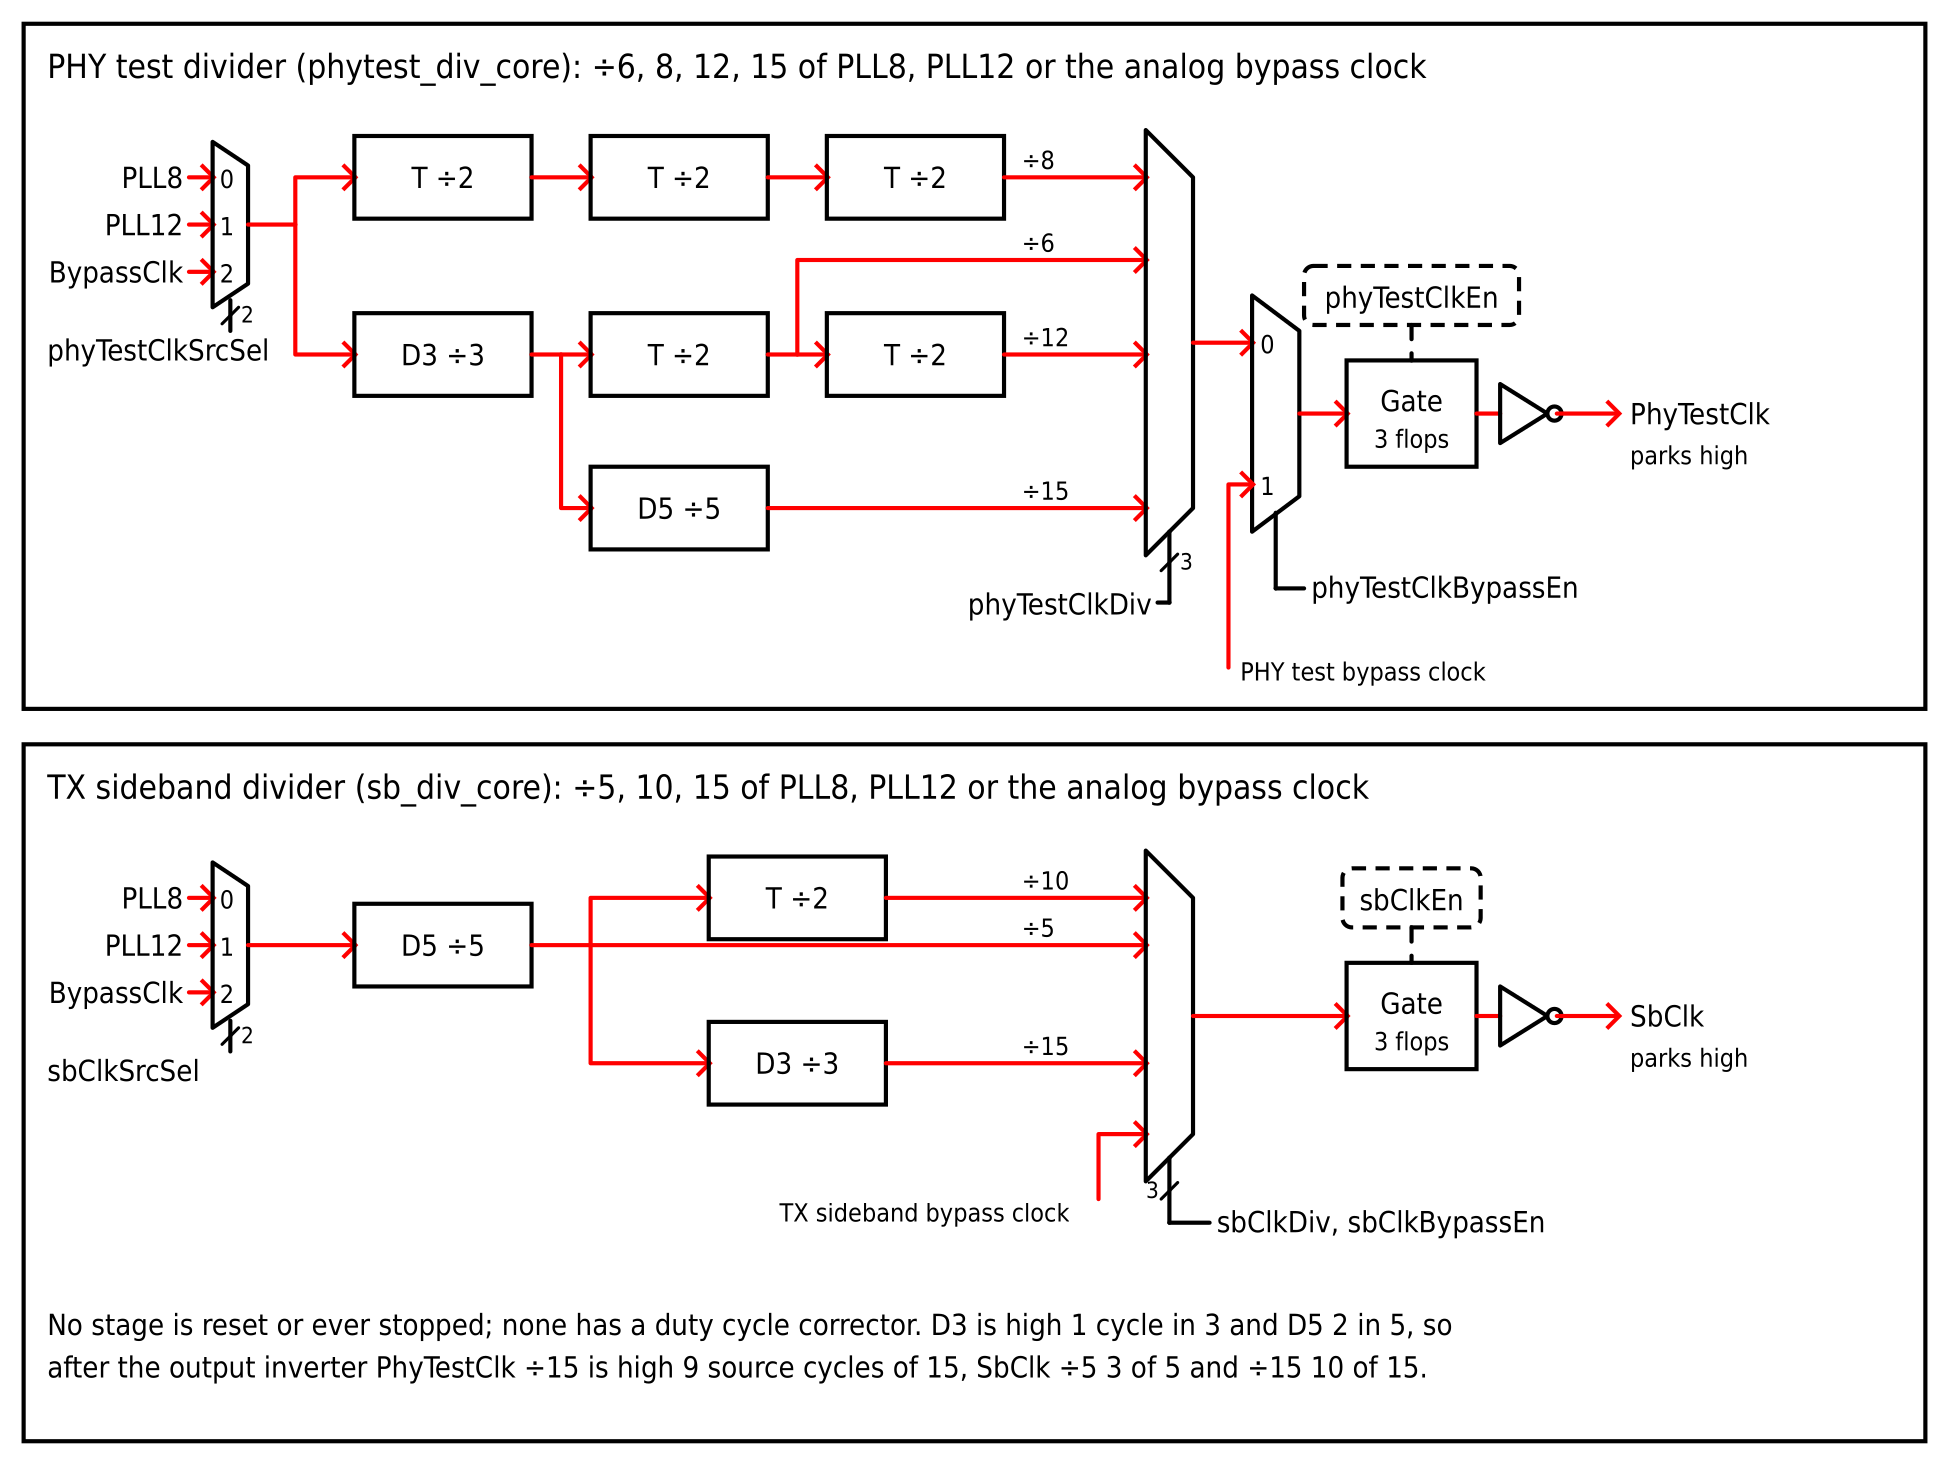 PHY test divider (phytest_div_core): ÷6, 8, 12, 15 of PLL8, PLL12 or the analog bypass clock
PLL8
PLL12
BypassClk
0
1
2
2
phyTestClkSrcSel
T ÷2
T ÷2
T ÷2
÷8
÷6
D3 ÷3
T ÷2
T ÷2
÷12
D5 ÷5
÷15
3
phyTestClkDiv
0
1
phyTestClkBypassEn
PHY test bypass clock
phyTestClkEn
Gate
3 flops
PhyTestClk
parks high
TX sideband divider (sb_div_core): ÷5, 10, 15 of PLL8, PLL12 or the analog bypass clock
PLL8
PLL12
BypassClk
0
1
2
2
sbClkSrcSel
D5 ÷5
T ÷2
÷10
÷5
D3 ÷3
÷15
TX sideband bypass clock
3
sbClkDiv, sbClkBypassEn
sbClkEn
Gate
3 flops
SbClk
parks high
No stage is reset or ever stopped; none has a duty cycle corrector. D3 is high 1 cycle in 3 and D5 2 in 5, so
after the output inverter PhyTestClk ÷15 is high 9 source cycles of 15, SbClk ÷5 3 of 5 and ÷15 10 of 15.